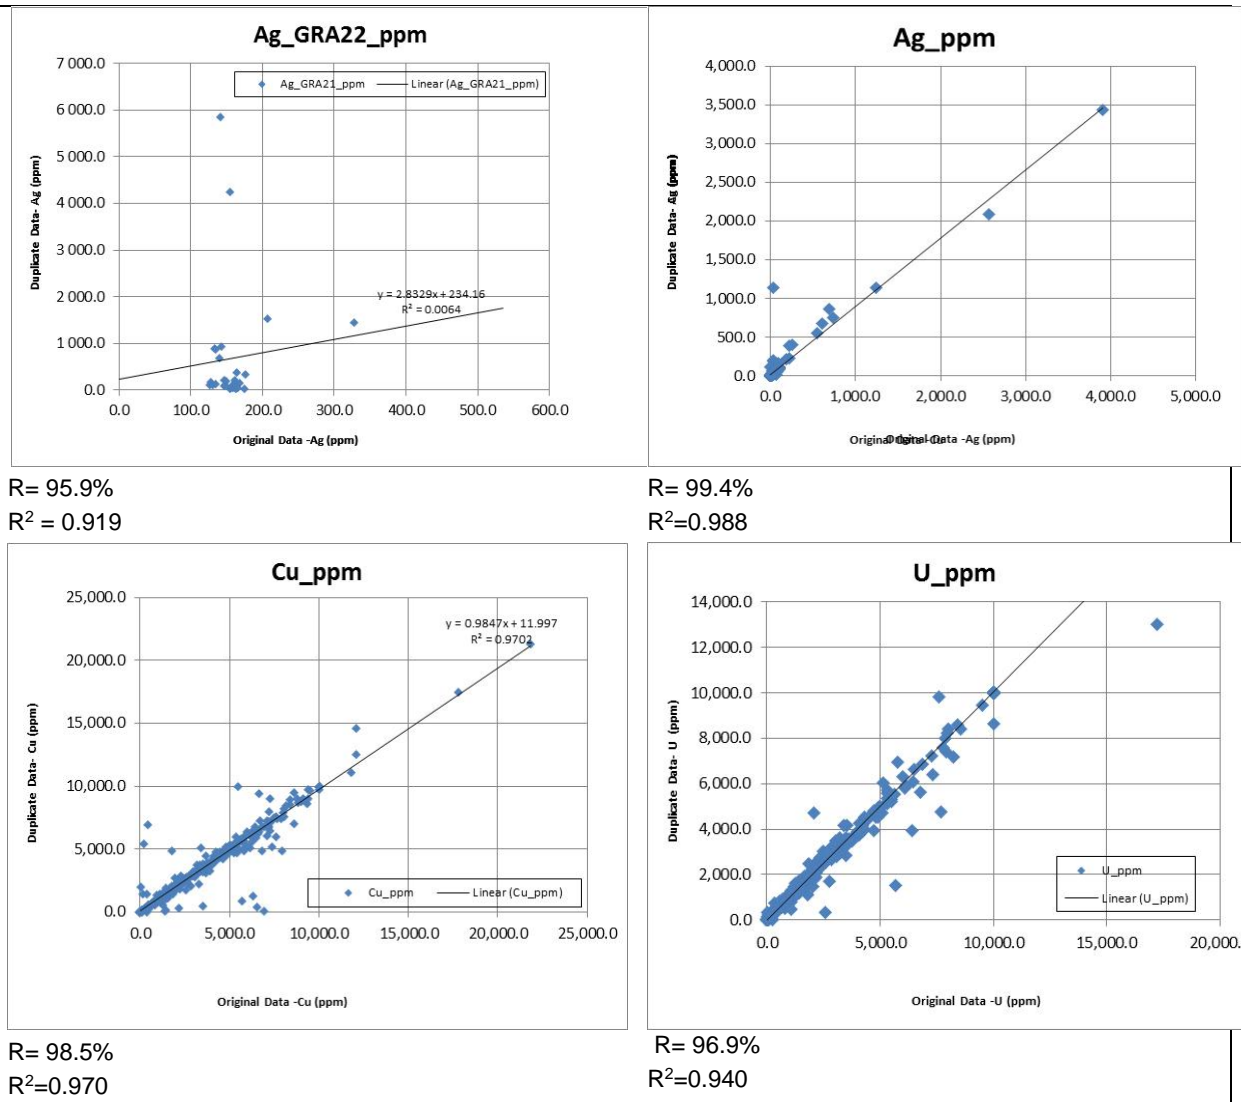 Ag_GRA22_ppm
7 000.0
6 000.0
5 000.0
4 000.0
3 000.0
2 000.0
1 000.0
0.0
Duplicate Data- Ag (ppm)
Ag_GRA21_ppm
Linear (Ag_GRA21_ppm)
y = 2.8329x + 234.16
R² = 0.0064
0.0 100.0 200.0 300.0 400.0 500.0 600.0
Original Data -Ag (ppm)
R= 95.9%
R² = 0.919
Ag_ppm
4,000.0
3,500.0
3,000.0
2,500.0
2,000.0
1,500.0
1,000.0
500.0
0.0
Duplicate Data- Ag (ppm)
0.0 1,000.0 2,000.0 3,000.0 4,000.0 5,000.0
Original Data -Ag (ppm)
R= 99.4%
R²=0.988
Cu_ppm
25,000.0
20,000.0
15,000.0
10,000.0
5,000.0
0.0
Duplicate Data- Cu (ppm)
y = 0.9847x + 11.997
R² = 0.9702
Cu_ppm
Linear (Cu_ppm)
0.0 5,000.0 10,000.0 15,000.0 20,000.0 25,000.0
Original Data -Cu (ppm)
R= 98.5%
R²=0.970
U_ppm
14,000.0
12,000.0
10,000.0
8,000.0
6,000.0
4,000.0
2,000.0
0.0
Duplicate Data- U (ppm)
U_ppm
Linear (U_ppm)
0.0 5,000.0 10,000.0 15,000.0 20,000.
Original Data -U (ppm)
R= 96.9%
R²=0.940